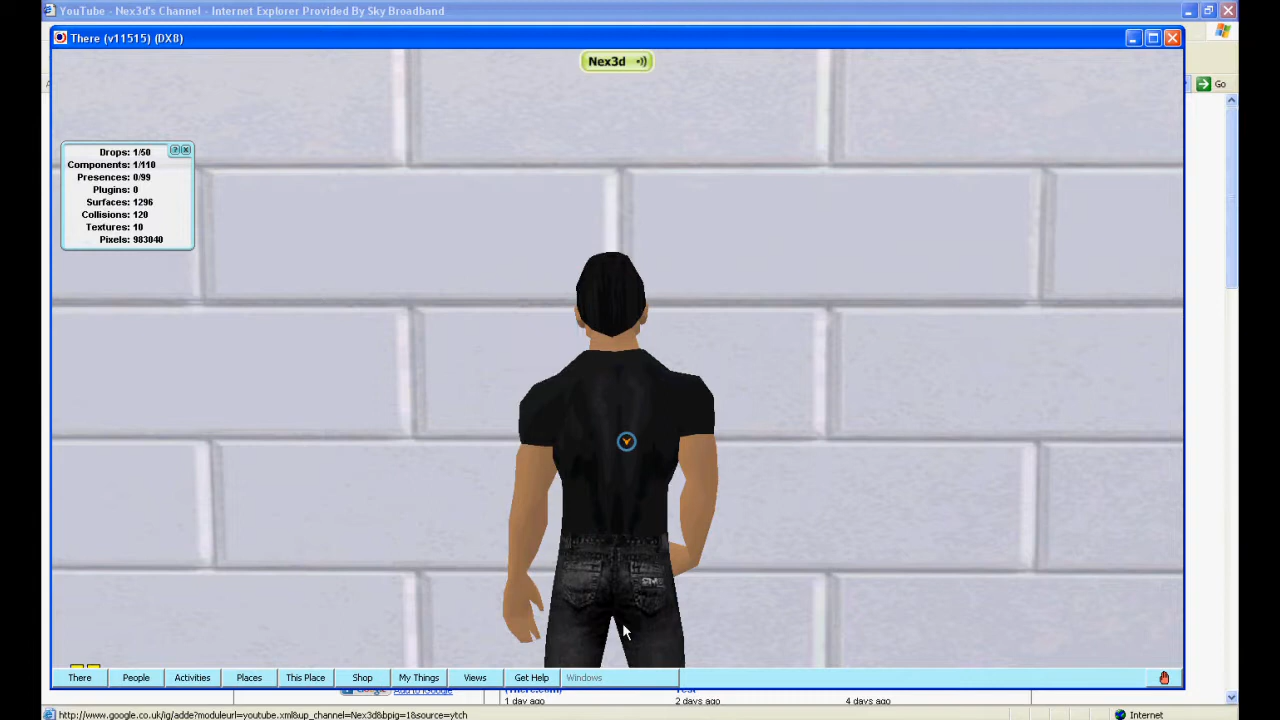 YouTube - Nex3d's Channel - Internet Explorer Provided By Sky Broadband
There (v11515) (DX8)
Nex3d
Go
Drops: 1/50
Components: 1/110
Presences: 0/99
Plugins: 0
Surfaces: 1296
Collisions: 120
Textures: 10
Pixels: 983040
There People Activities Places This Place Shop My Things Views Get Help Windows
1 day ago 2 days ago 4 days ago
http://www.google.co.uk/ig/adde?moduleurl=youtube.xml&up_channel=Nex3d&bpig=1&source=ytch
Internet